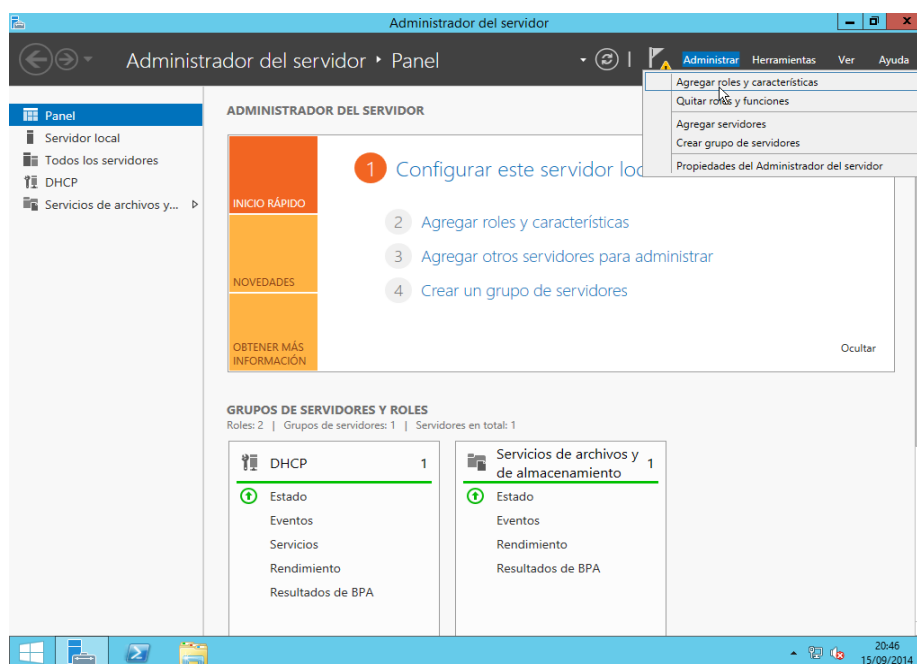 Administrador del servidor
Administrador del servidor ‣ Panel
Administrar Herramientas Ver Ayuda
Agregar roles y características
Quitar roles y funciones
Agregar servidores
Crear grupo de servidores
Propiedades del Administrador del servidor
Panel
Servidor local
Todos los servidores
DHCP
Servicios de archivos y...
ADMINISTRADOR DEL SERVIDOR
INICIO RÁPIDO
NOVEDADES
OBTENER MÁS
INFORMACIÓN
1 Configurar este servidor loc
2 Agregar roles y características
3 Agregar otros servidores para administrar
4 Crear un grupo de servidores
Ocultar
GRUPOS DE SERVIDORES Y ROLES
Roles: 2 | Grupos de servidores: 1 | Servidores en total: 1
DHCP 1
Estado
Eventos
Servicios
Rendimiento
Resultados de BPA
Servicios de archivos y
de almacenamiento 1
Estado
Eventos
Rendimiento
Resultados de BPA
20:46
15/09/2014